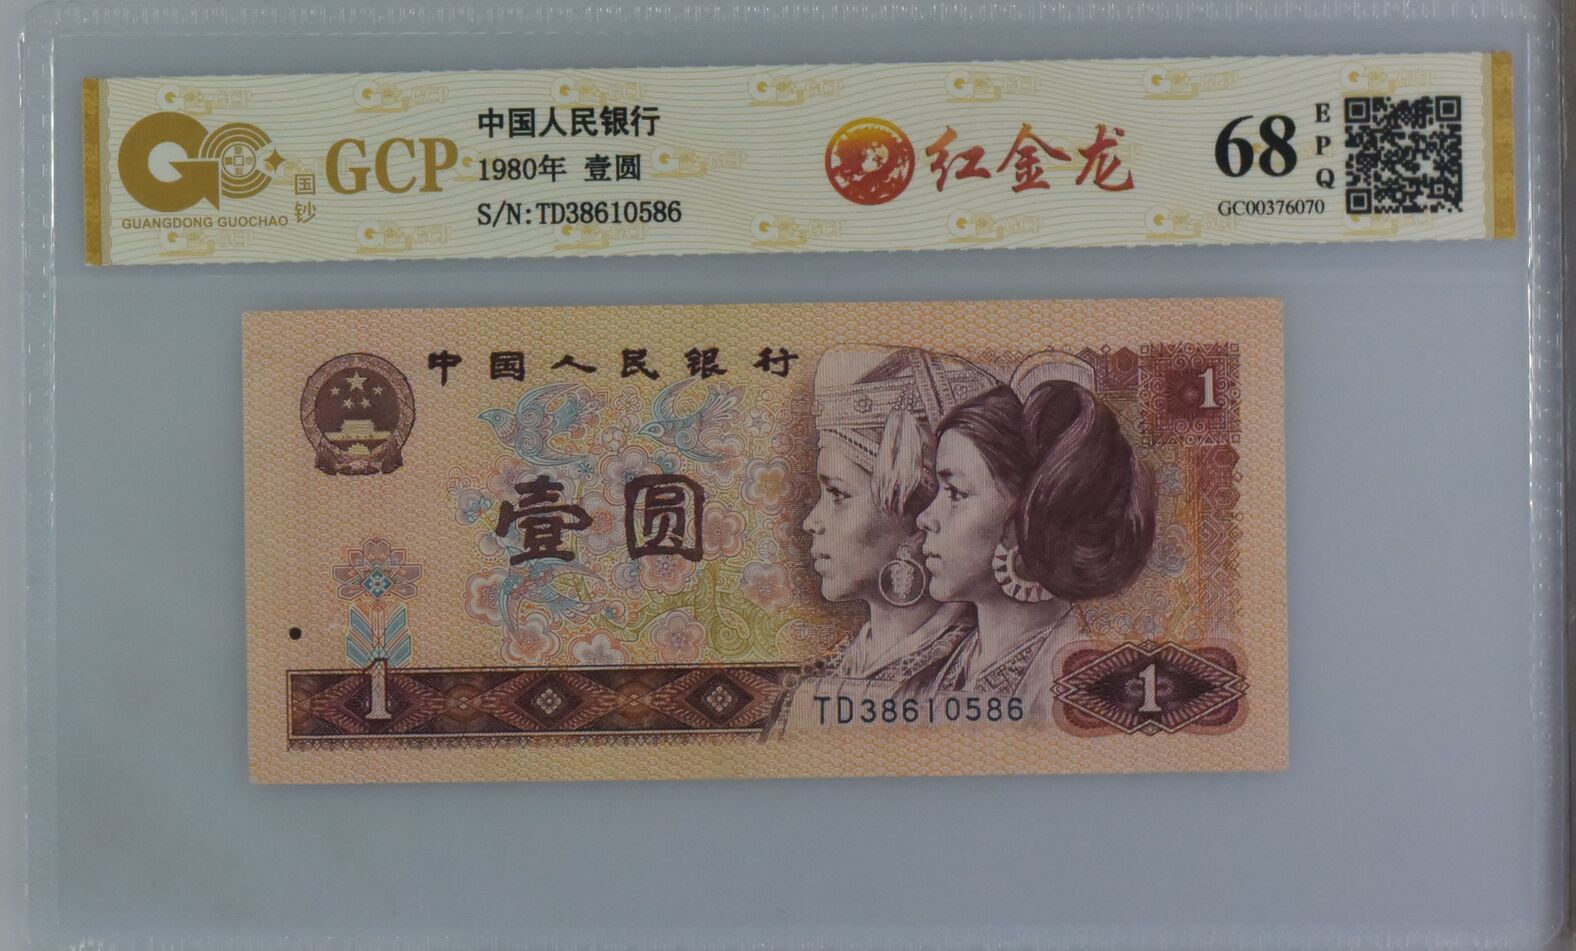 GUANGDONG GUOCHAO
国钞
GCP
中国人民银行
1980年 壹圆
S/N:TD38610586
红金龙
68
EPQ
GC00376070
中国人民银行
1
壹圆
1
TD38610586
1